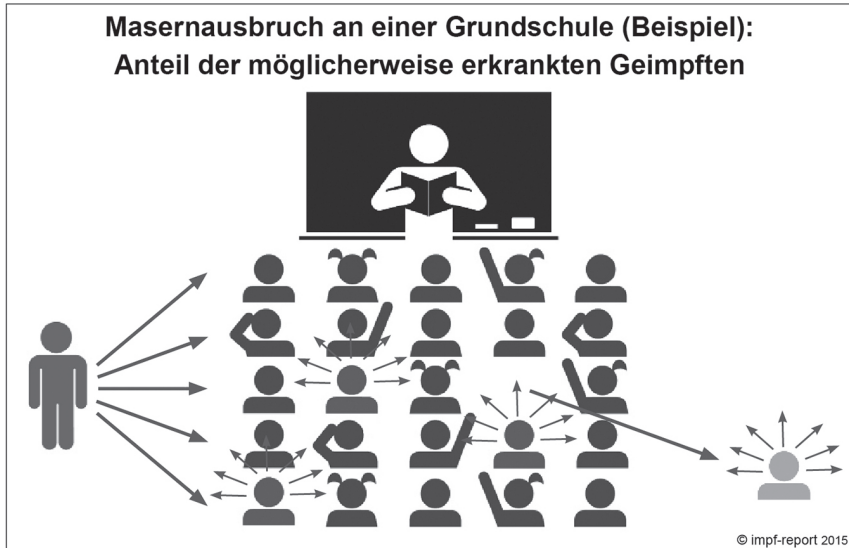 Masernausbruch an einer Grundschule (Beispiel):
Anteil der möglicherweise erkrankten Geimpften
© impf-report 2015